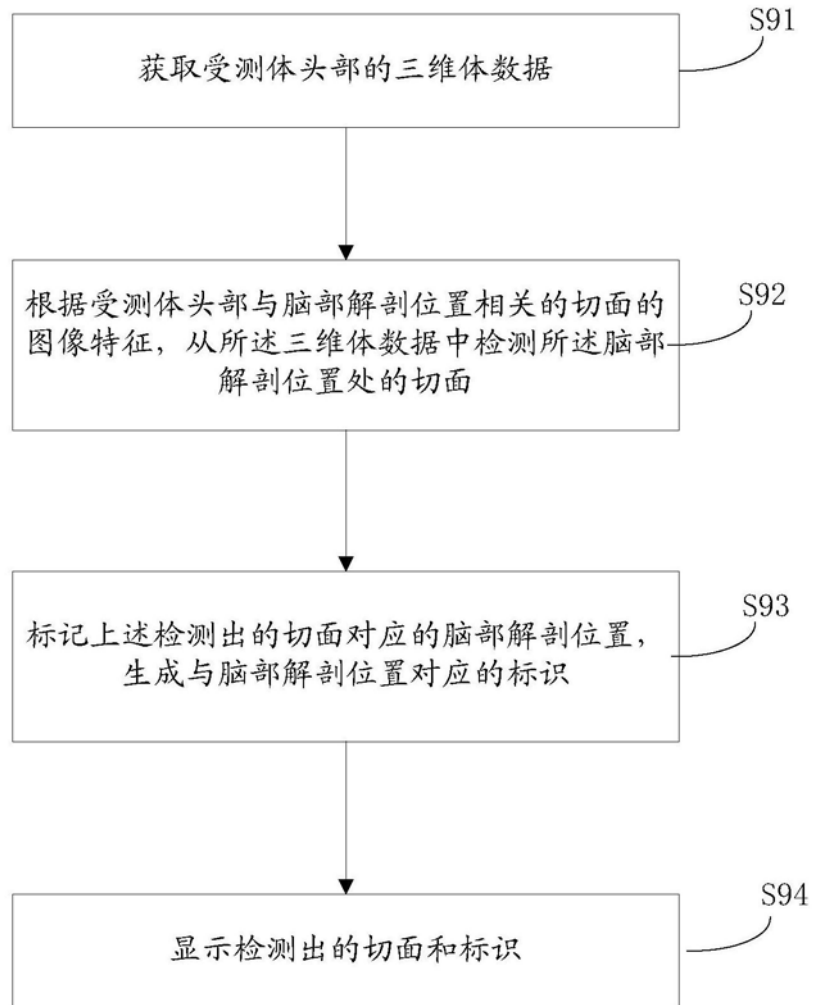 S91
获取受测体头部的三维体数据
S92
根据受测体头部与脑部解剖位置相关的切面的
图像特征，从所述三维体数据中检测所述脑部
解剖位置处的切面
S93
标记上述检测出的切面对应的脑部解剖位置，
生成与脑部解剖位置对应的标识
S94
显示检测出的切面和标识